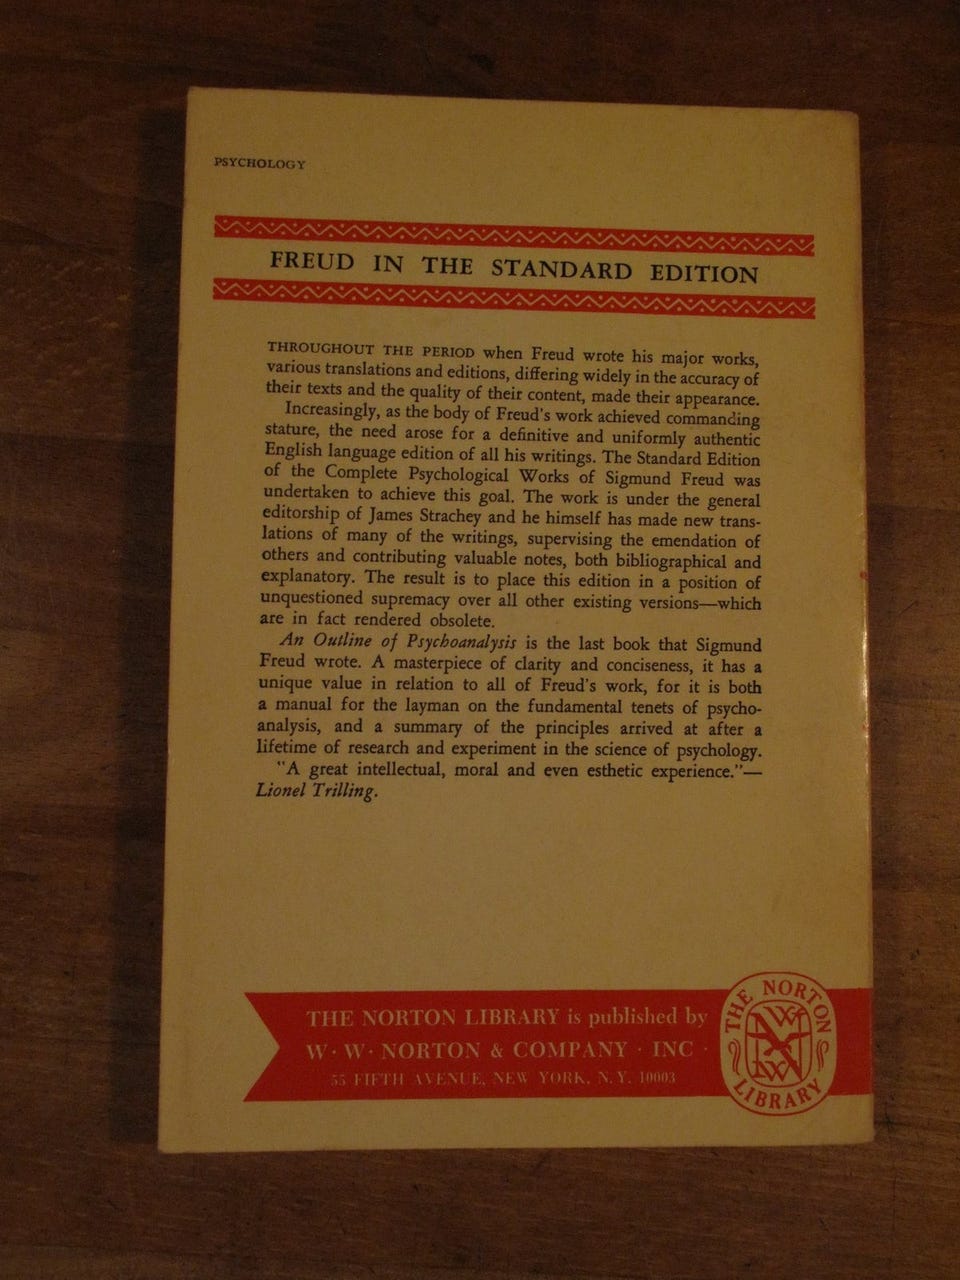 PSYCHOLOGY
FREUD IN THE STANDARD EDITION
THROUGHOUT THE PERIOD when Freud wrote his major works,
various translations and editions, differing widely in the accuracy of
their texts and the quality of their content, made their appearance.
Increasingly, as the body of Freud's work achieved commanding
stature, the need arose for a definitive and uniformly authentic
English language edition of all his writings. The Standard Edition
of the Complete Psychological Works of Sigmund Freud was
undertaken to achieve this goal. The work is under the general
editorship of James Strachey and he himself has made new trans-
lations of many of the writings, supervising the emendation of
others and contributing valuable notes, both bibliographical and
explanatory. The result is to place this edition in a position of
unquestioned supremacy over all other existing versions—which
are in fact rendered obsolete.
An Outline of Psychoanalysis is the last book that Sigmund
Freud wrote. A masterpiece of clarity and conciseness, it has a
unique value in relation to all of Freud's work, for it is both
a manual for the layman on the fundamental tenets of psycho-
analysis, and a summary of the principles arrived at after a
lifetime of research and experiment in the science of psychology.
"A great intellectual, moral and even esthetic experience."—
Lionel Trilling.
THE NORTON LIBRARY is published by
W · W · NORTON & COMPANY · INC ·
55 FIFTH AVENUE, NEW YORK, N.Y. 10003
THE NORTON
WWN
LIBRARY